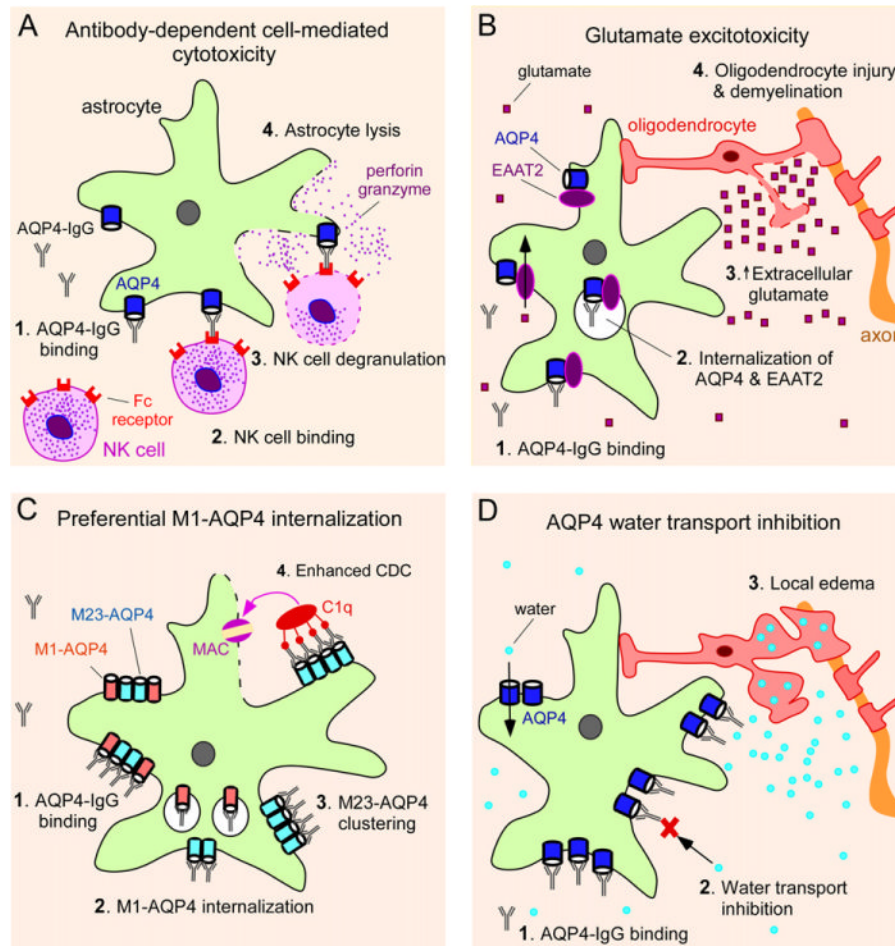 A
Antibody-dependent cell-mediated
cytotoxicity
astrocyte
4. Astrocyte lysis
perforin
granzyme
AQP4-IgG
AQP4
1. AQP4-IgG
binding
3. NK cell degranulation
Fc
receptor
NK cell
2. NK cell binding
B
Glutamate excitotoxicity
glutamate
4. Oligodendrocyte injury
& demyelination
AQP4
oligodendrocyte
EAAT2
3.↑Extracellular
glutamate
axon
2. Internalization of
AQP4 & EAAT2
1. AQP4-IgG binding
C
Preferential M1-AQP4 internalization
4. Enhanced CDC
M23-AQP4
C1q
M1-AQP4
MAC
1. AQP4-IgG
binding
3. M23-AQP4
clustering
2. M1-AQP4 internalization
D
AQP4 water transport inhibition
3. Local edema
water
AQP4
2. Water transport
inhibition
1. AQP4-IgG binding